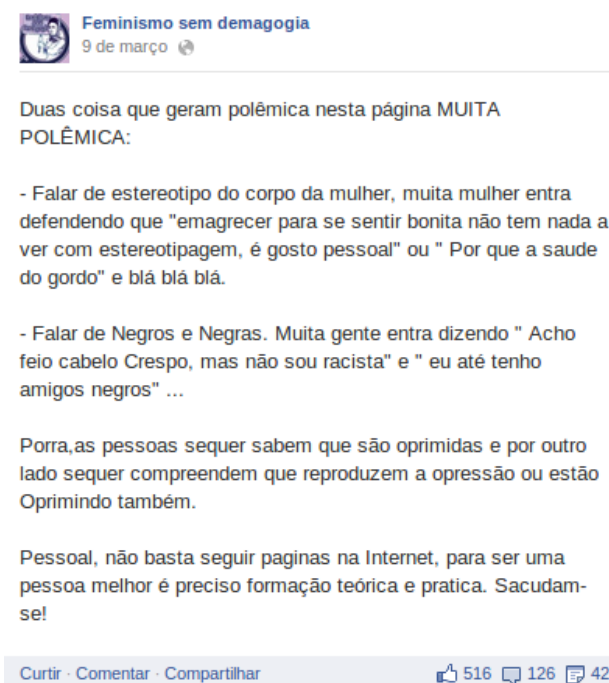 Feminismo sem demagogia
9 de março
Duas coisa que geram polêmica nesta página MUITA
POLÊMICA:
- Falar de estereotipo do corpo da mulher, muita mulher entra
defendendo que "emagrecer para se sentir bonita não tem nada a
ver com estereotipagem, é gosto pessoal" ou " Por que a saude
do gordo" e blá blá blá.
- Falar de Negros e Negras. Muita gente entra dizendo " Acho
feio cabelo Crespo, mas não sou racista" e " eu até tenho
amigos negros" ...
Porra,as pessoas sequer sabem que são oprimidas e por outro
lado sequer compreendem que reproduzem a opressão ou estão
Oprimindo também.
Pessoal, não basta seguir paginas na Internet, para ser uma
pessoa melhor é preciso formação teórica e pratica. Sacudam-
se!
Curtir · Comentar · Compartilhar 516 126 42